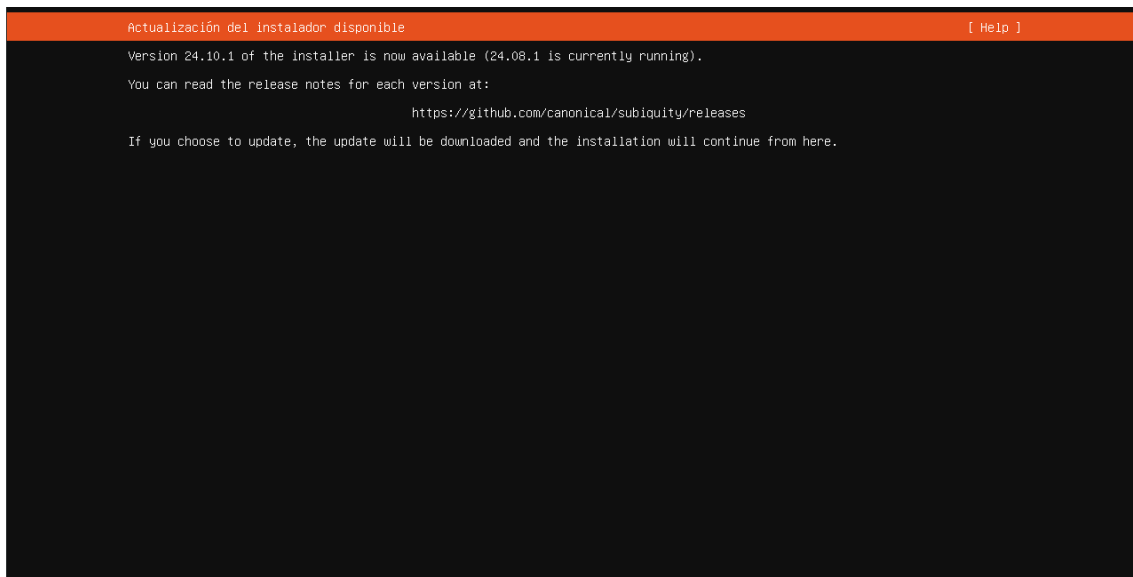 Actualización del instalador disponible [ Help ]
Version 24.10.1 of the installer is now available (24.08.1 is currently running).
You can read the release notes for each version at:
https://github.com/canonical/subiquity/releases
If you choose to update, the update will be downloaded and the installation will continue from here.